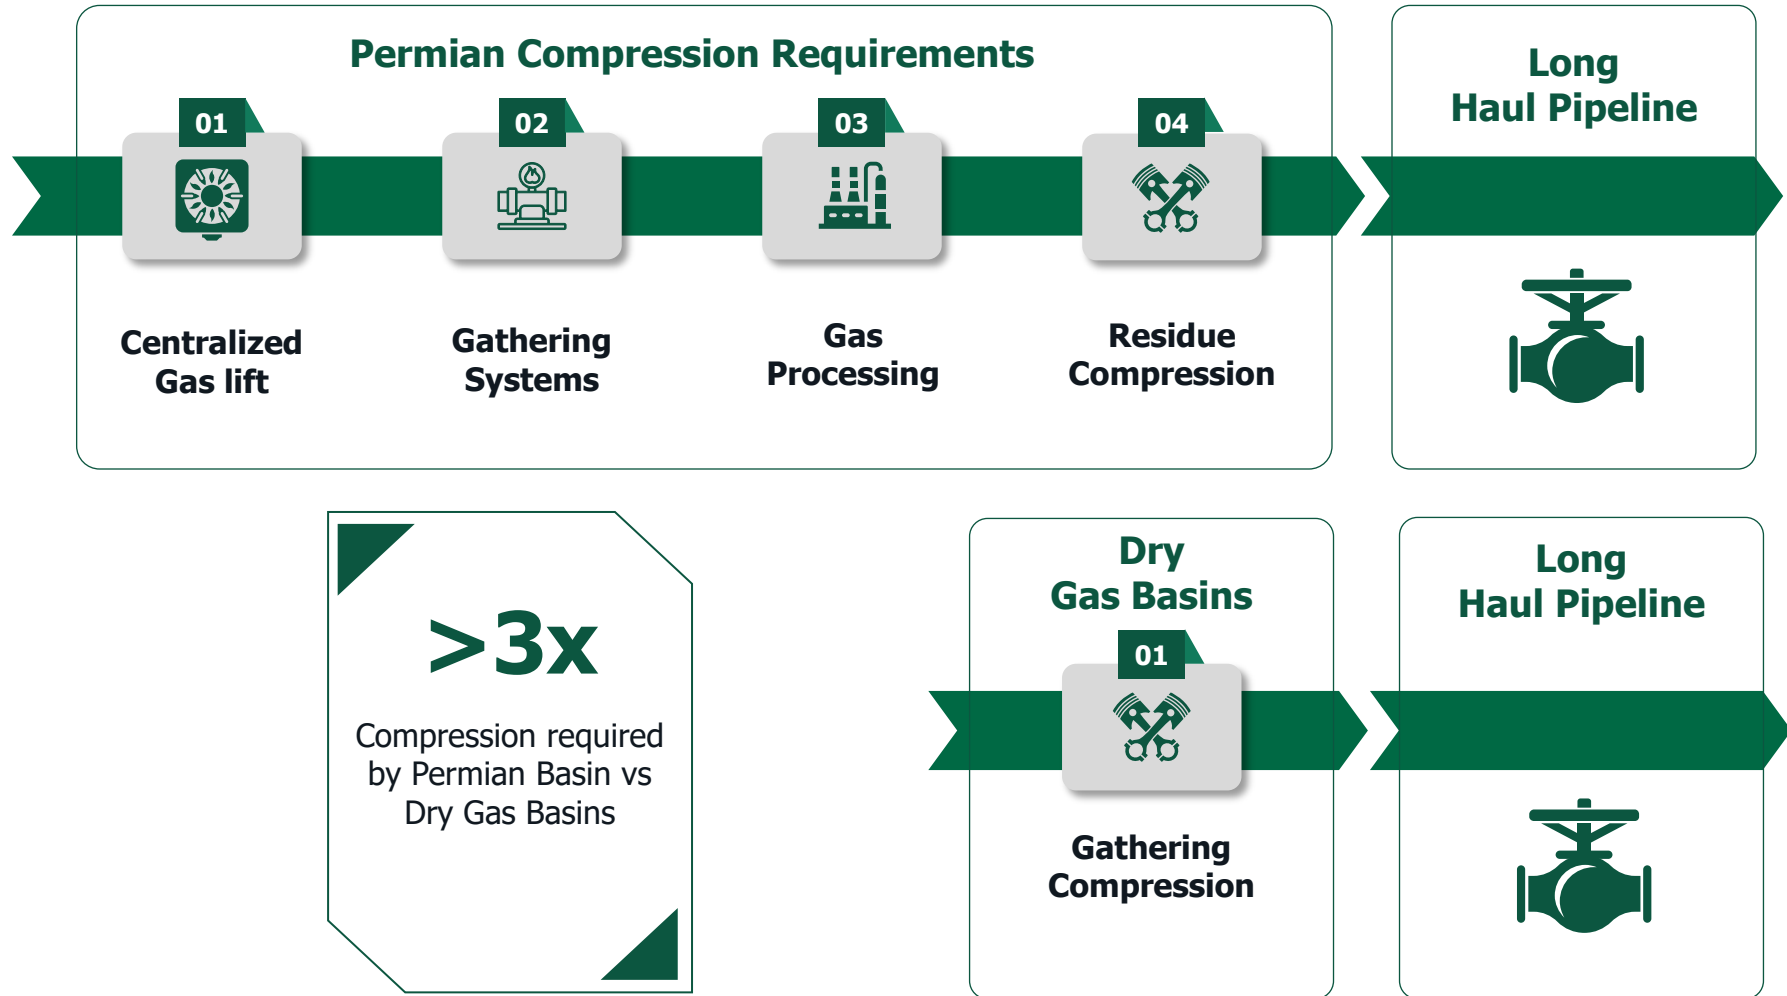 Permian Compression Requirements
01
02
03
04
Centralized
Gas lift
Gathering
Systems
Gas
Processing
Residue
Compression
Long
Haul Pipeline
>3x
Compression required
by Permian Basin vs
Dry Gas Basins
Dry
Gas Basins
01
Gathering
Compression
Long
Haul Pipeline